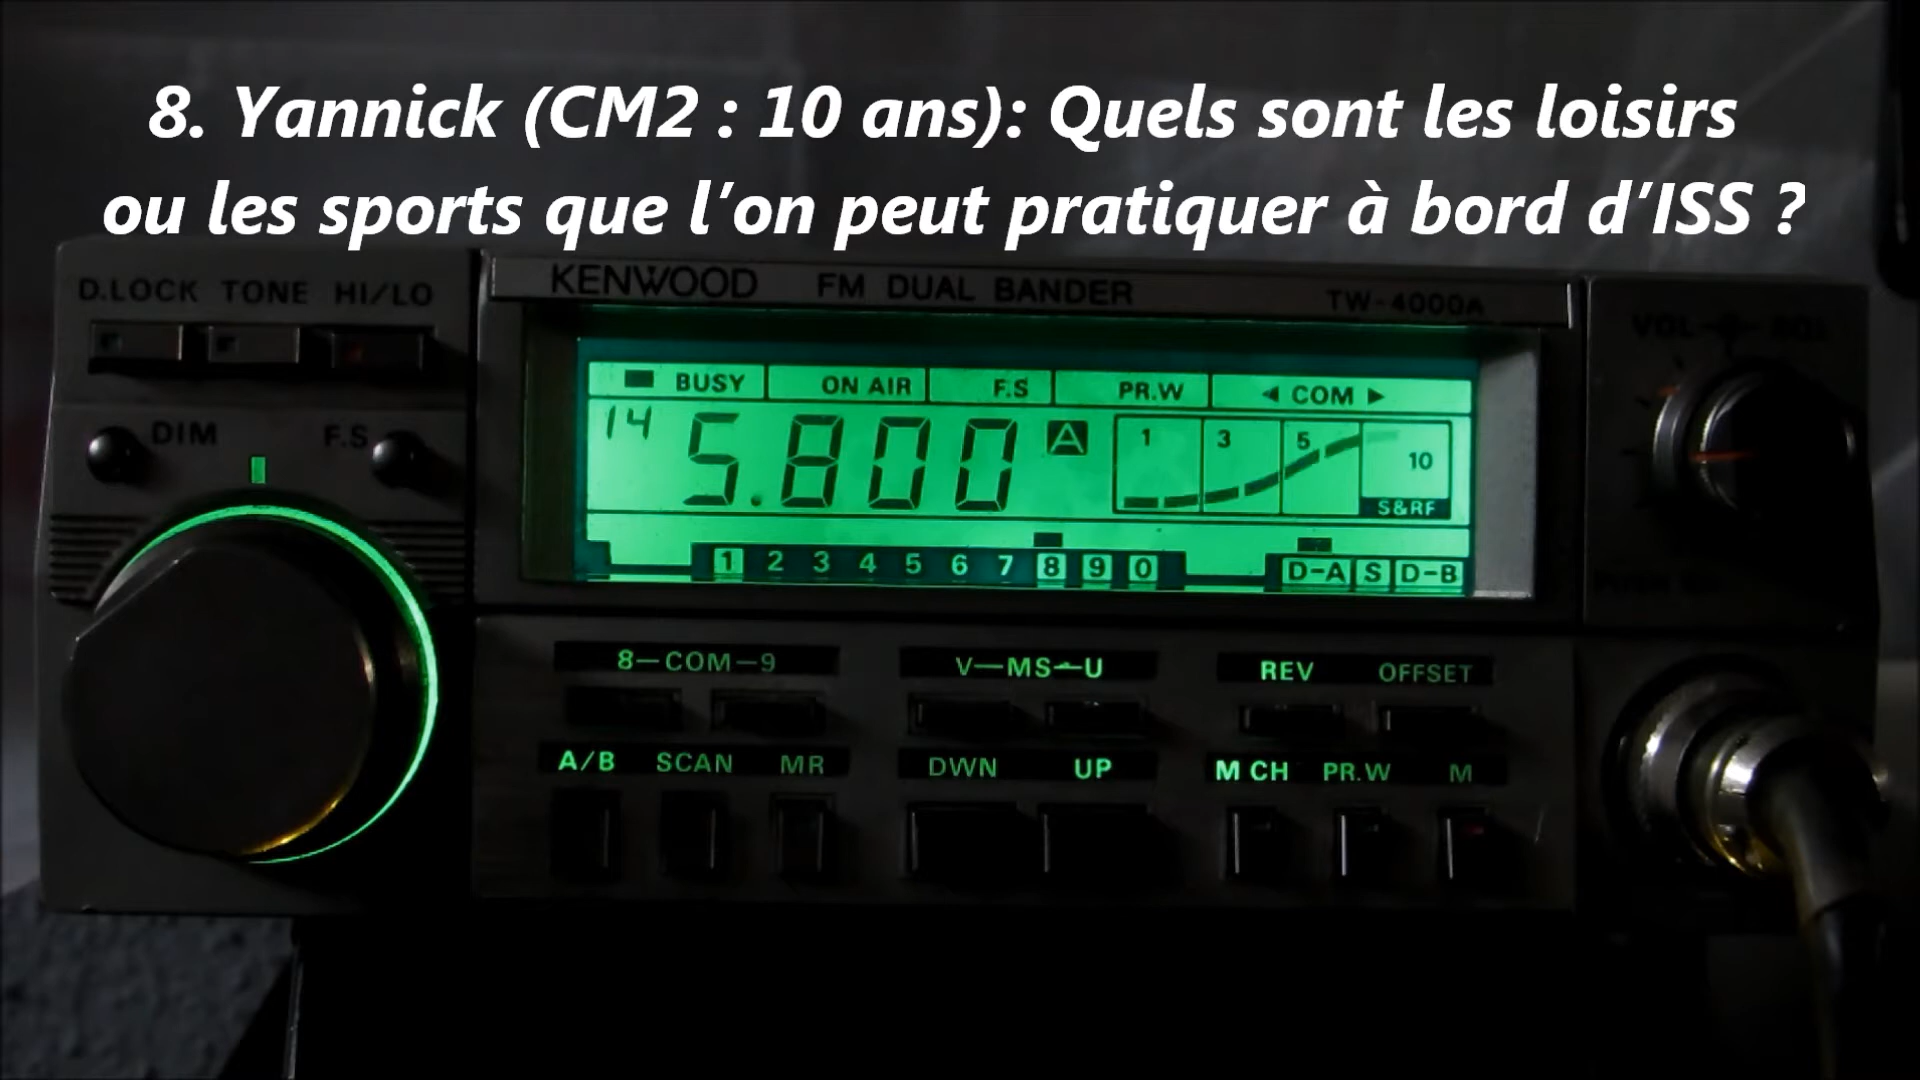 8. Yannick (CM2 : 10 ans): Quels sont les loisirs
ou les sports que l’on peut pratiquer à bord d’ISS ?
KENWOOD FM DUAL BANDER TW-4000A
D.LOCK TONE HI/LO
VOL
BUSY ON AIR F.S PR.W ◄ COM ►
DIM F.S
14 5.800 A 1 3 5 10
S&RF
1 2 3 4 5 6 7 8 9 0 D-A S D-B
8—COM—9 V—MS—U REV OFFSET
A/B SCAN MR DWN UP M CH PR.W M